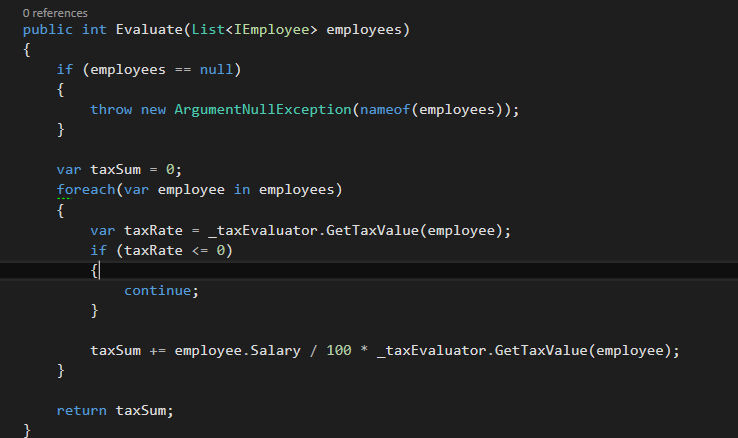 0 references
public int Evaluate(List<IEmployee> employees)
{
    if (employees == null)
    {
        throw new ArgumentNullException(nameof(employees));
    }

    var taxSum = 0;
    foreach(var employee in employees)
    {
        var taxRate = _taxEvaluator.GetTaxValue(employee);
        if (taxRate <= 0)
        {
            continue;
        }

        taxSum += employee.Salary / 100 * _taxEvaluator.GetTaxValue(employee);
    }

    return taxSum;
}